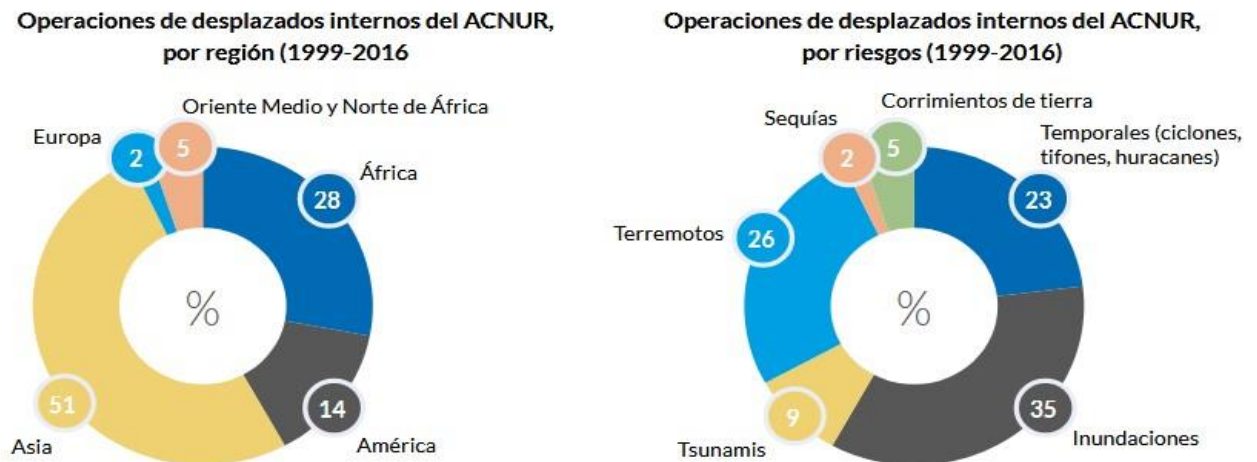 Operaciones de desplazados internos del ACNUR,
por región (1999-2016
Oriente Medio y Norte de África
Europa
2
5
África
28
%
51
Asia
14
América
Operaciones de desplazados internos del ACNUR,
por riesgos (1999-2016)
Corrimientos de tierra
Sequías
2
5
Temporales (ciclones,
tifones, huracanes)
23
Terremotos
26
%
9
Tsunamis
35
Inundaciones